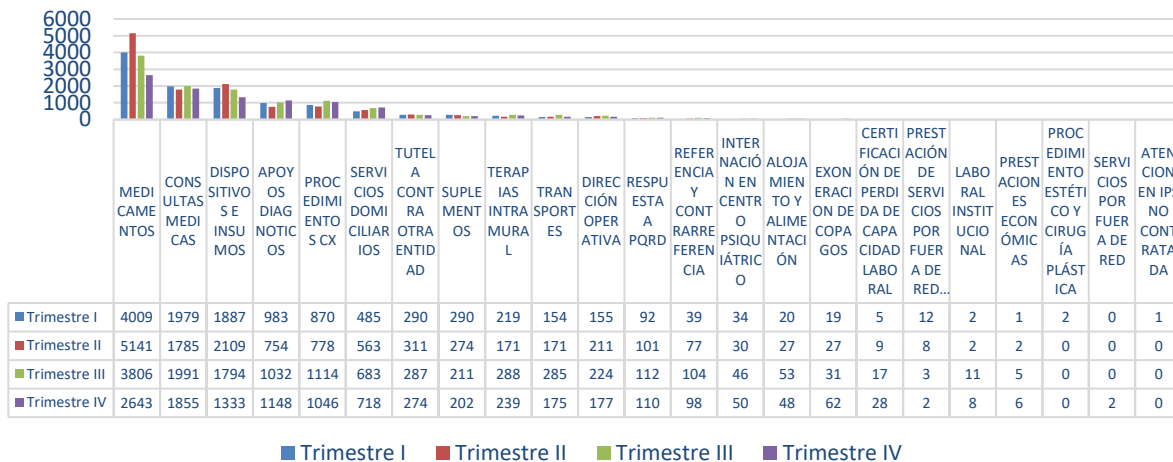 6000
5000
4000
3000
2000
1000
0
MEDI
CAME
NTOS
CONS
ULTAS
MEDI
CAS
DISPO
SITIVO
S E
INSU
MOS
APOY
OS
DIAG
NOTIC
OS
PROC
EDIMI
ENTO
S CX
SERVI
CIOS
DOMI
CILIAR
IOS
TUTEL
A
CONT
RA
OTRA
ENTID
AD
SUPLE
MENT
OS
TERAP
IAS
INTRA
MURA
L
TRAN
SPORT
ES
DIREC
CIÓN
OPER
ATIVA
RESPU
ESTA
A
PQRD
REFER
ENCIA
Y
CONT
RARRE
FEREN
CIA
INTER
NACIÓ
N EN
CENTR
O
PSIQU
IÁTRIC
O
ALOJA
MIEN
TO Y
ALIME
NTACI
ÓN
EXON
ERACI
ON DE
COPA
GOS
CERTI
FICACI
ÓN DE
PERDI
DA DE
CAPA
CIDAD
LABO
RAL
PREST
ACIÓN
DE
SERVI
CIOS
POR
FUER
A DE
RED...
LABO
RAL
INSTIT
UCIO
NAL
PREST
ACION
ES
ECON
ÓMIC
AS
PROC
EDIMI
ENTO
ESTÉTI
CO Y
CIRUG
ÍA
PLÁST
ICA
SERVI
CIOS
POR
FUER
A DE
RED
ATEN
CION
EN IPS
NO
CONT
RATA
DA
Trimestre I 4009 1979 1887 983 870 485 290 290 219 154 155 92 39 34 20 19 5 12 2 1 2 0 1
Trimestre II 5141 1785 2109 754 778 563 311 274 171 171 211 101 77 30 27 27 9 8 2 2 0 0 0
Trimestre III 3806 1991 1794 1032 1114 683 287 211 288 285 224 112 104 46 53 31 17 3 11 5 0 0 0
Trimestre IV 2643 1855 1333 1148 1046 718 274 202 239 175 177 110 98 50 48 62 28 2 8 6 0 2 0
Trimestre I Trimestre II Trimestre III Trimestre IV